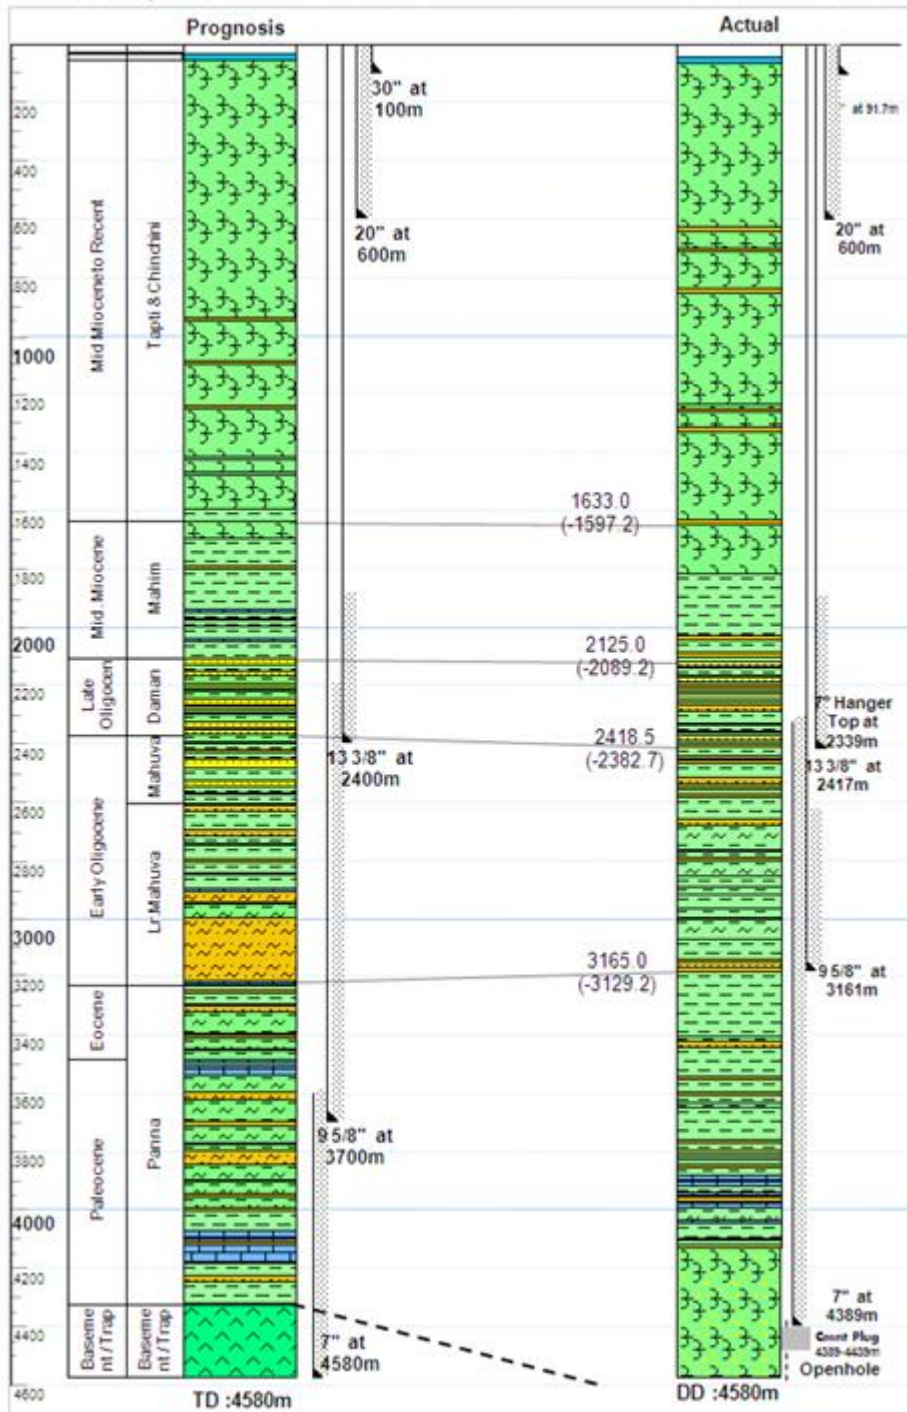 Prognosis
Actual
200
400
600
800
1000
1200
1400
1600
1800
2000
2200
2400
2600
2800
3000
3200
3400
3600
3800
4000
4200
4400
4600
Mid Mioceneto Recent
Mid. Miocene
Late
Oligocen
Early Oligocene
Eocene
Paleocene
Baseme
nt / Trap
Tapti & Chinchini
Mahim
Daman
Mahuva
Lr.Mahuva
Panna
Baseme
nt / Trap
30" at
100m
20" at
600m
13 3/8" at
2400m
9 5/8" at
3700m
7" at
4580m
TD :4580m
1633.0
(-1597.2)
2125.0
(-2089.2)
2418.5
(-2382.7)
3165.0
(-3129.2)
" at 91.7m
20" at
600m
7" Hanger
Top at
2339m
13 3/8" at
2417m
9 5/8" at
3161m
7" at
4389m
Cmnt Plug
4389-4439m
Openhole
DD :4580m